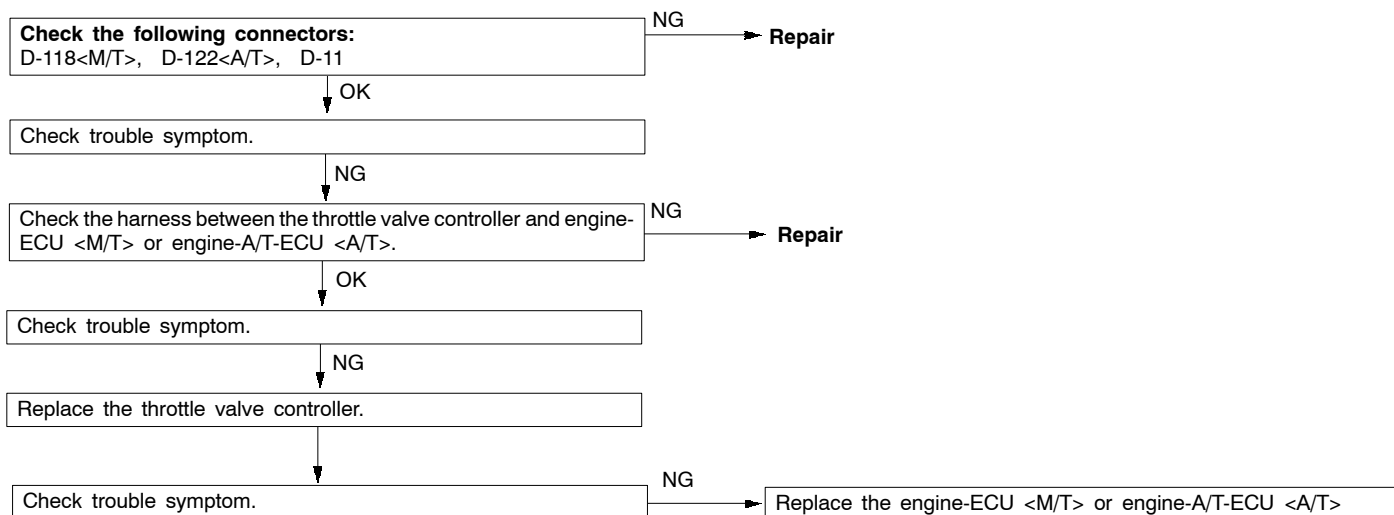 Check the following connectors:
D-118<M/T>, D-122<A/T>, D-11
NG
Repair
OK
Check trouble symptom.
NG
Check the harness between the throttle valve controller and engine-
ECU <M/T> or engine-A/T-ECU <A/T>.
NG
Repair
OK
Check trouble symptom.
NG
Replace the throttle valve controller.
Check trouble symptom.
NG
Replace the engine-ECU <M/T> or engine-A/T-ECU <A/T>